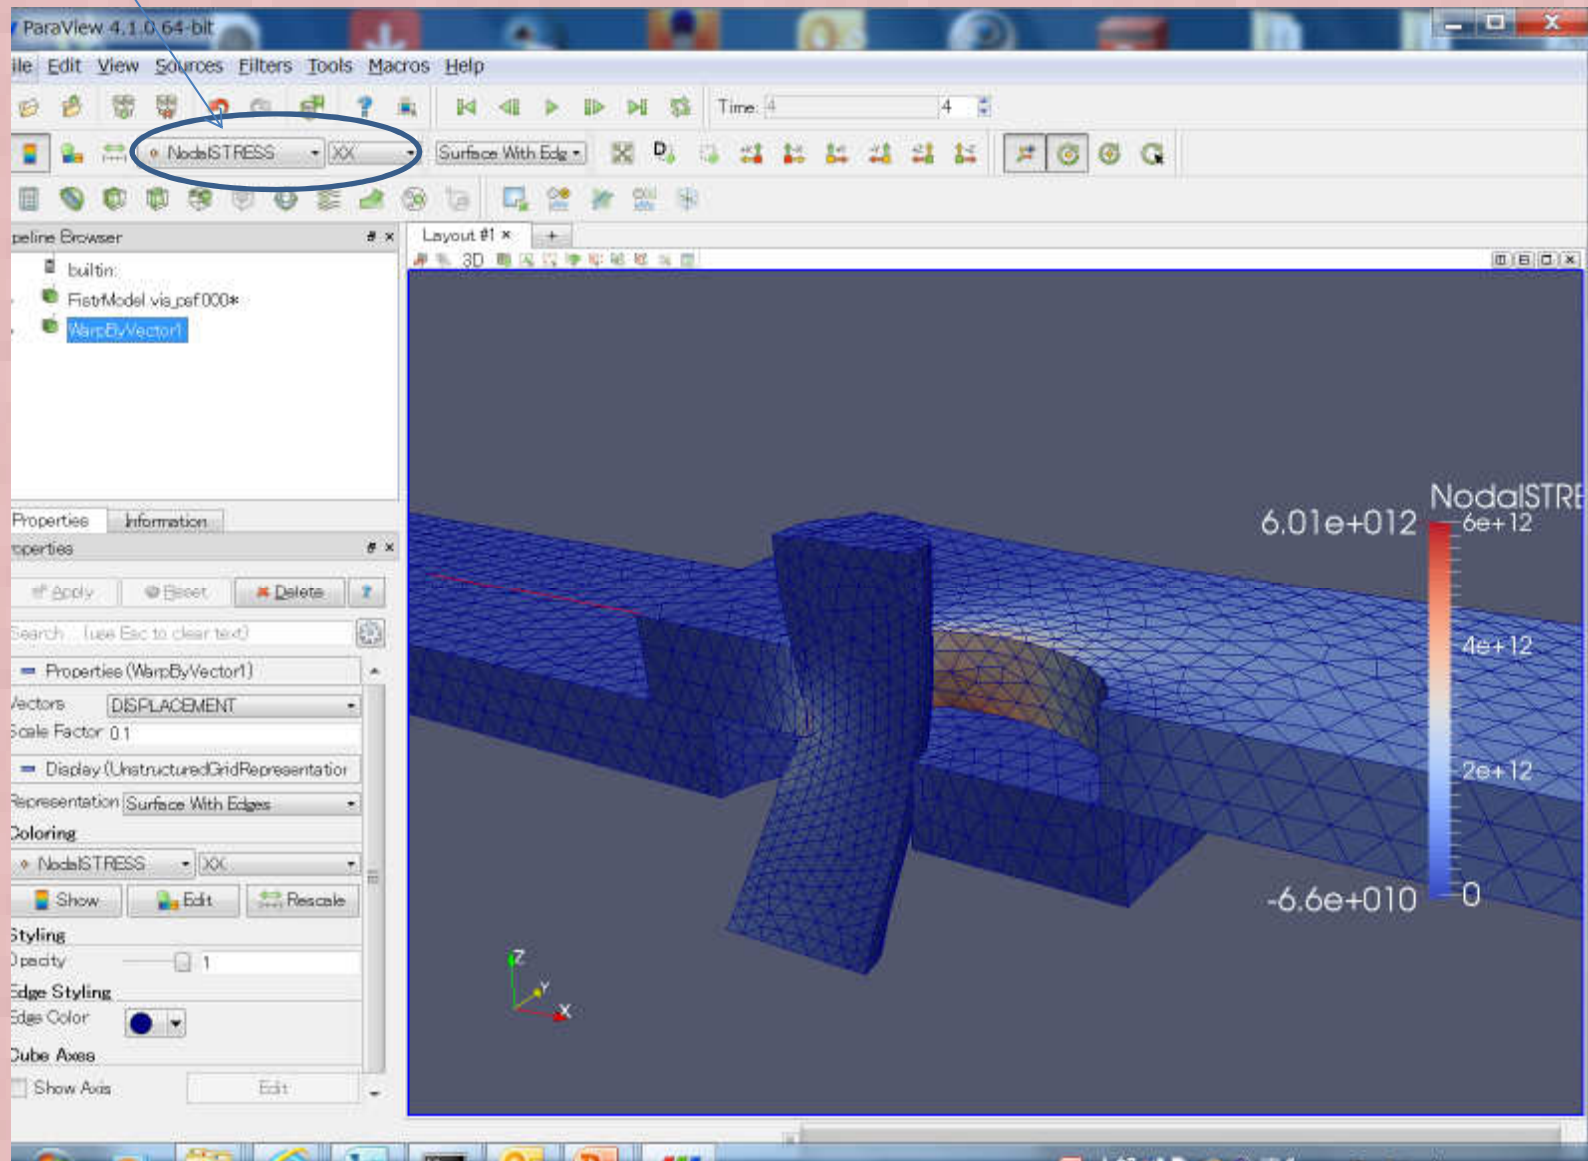 ParaView 4.1.0 64-bit
ile Edit View Sources Filters Tools Macros Help
Time: 4 4
NodalSTRESS XX Surface With Edg
peline Browser
Layout #1 × +
3D
builtin:
FistrModel.vis_psf.000*
WarpByVector1
Properties Information
operties
Apply Reset Delete ?
Search ... (use Esc to clear text)
Properties (WarpByVector1)
Vectors DISPLACEMENT
Scale Factor 0.1
Display (UnstructuredGridRepresentation
Representation Surface With Edges
Coloring
NodalSTRESS XX
Show Edit Rescale
Styling
Opacity 1
Edge Styling
Edge Color
Cube Axes
Show Axis Edit
NodalSTRE
6.01e+012 6e+12
4e+12
2e+12
-6.6e+010 0
Z
Y
X